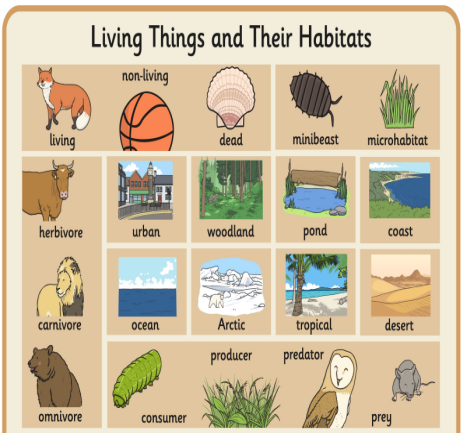 Living Things and Their Habitats
non-living
living
dead
minibeast
microhabitat
herbivore
urban
woodland
pond
coast
carnivore
ocean
Arctic
tropical
desert
omnivore
consumer
producer
predator
prey